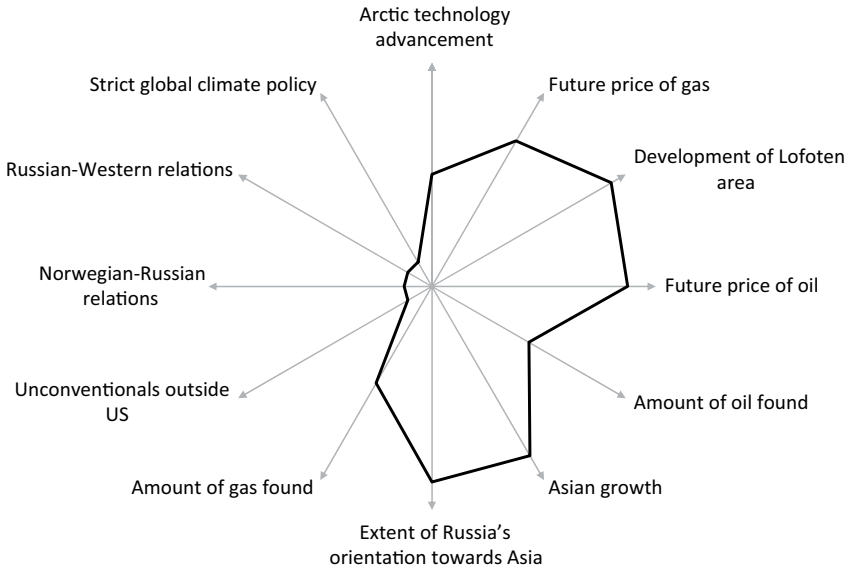 Arctic technology
advancement
Strict global climate policy
Future price of gas
Russian-Western relations
Development of Lofoten
area
Norwegian-Russian
relations
Future price of oil
Unconventionals outside
US
Amount of oil found
Amount of gas found
Asian growth
Extent of Russia’s
orientation towards Asia